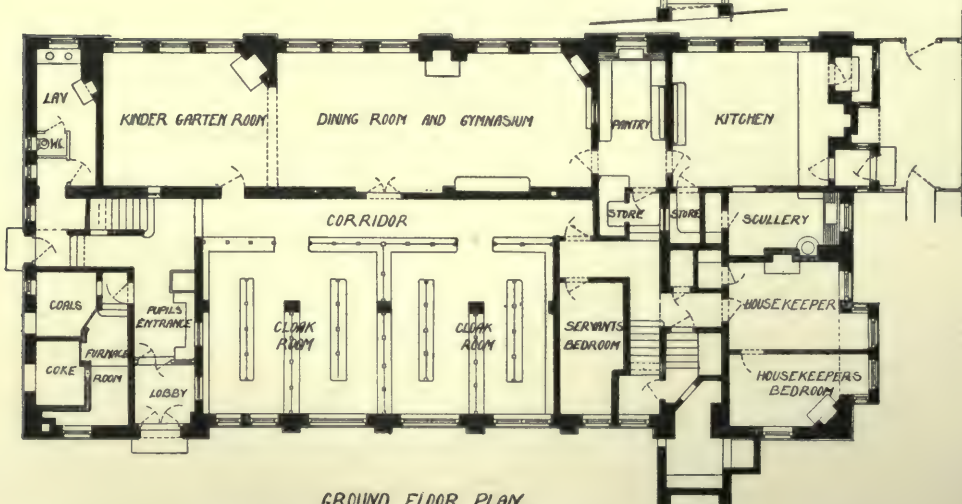 LAV
W.C.
KINDER GARTEN ROOM
DINING ROOM AND GYMNASIUM
PANTRY
KITCHEN
STORE
STORE
SCULLERY
CORRIDOR
COALS
PUPILS
ENTRANCE
CLOAK
ROOM
CLOAK
ROOM
SERVANTS
BEDROOM
HOUSEKEEPER
FURNACE
ROOM
COKE
LOBBY
HOUSEKEEPERS
BEDROOM
GROUND FLOOR PLAN